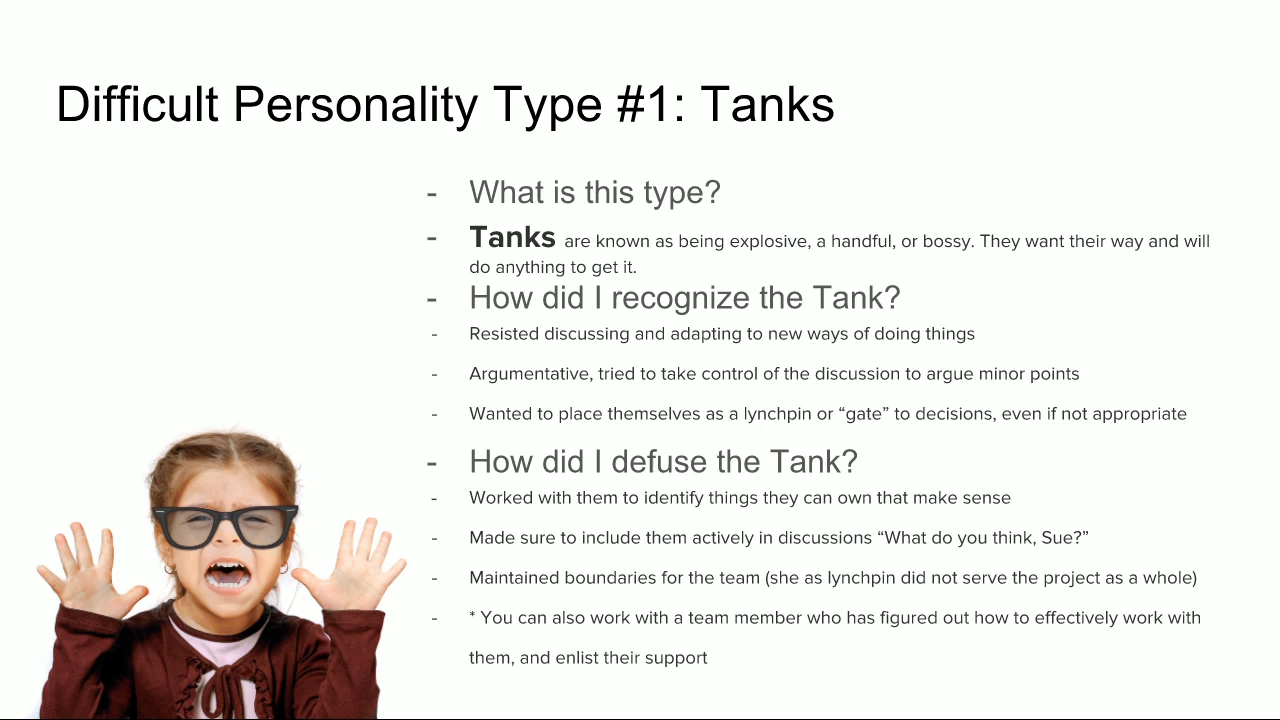 Difficult Personality Type #1: Tanks
- What is this type?
- Tanks are known as being explosive, a handful, or bossy. They want their way and will
do anything to get it.
- How did I recognize the Tank?
- Resisted discussing and adapting to new ways of doing things
- Argumentative, tried to take control of the discussion to argue minor points
- Wanted to place themselves as a lynchpin or “gate” to decisions, even if not appropriate
- How did I defuse the Tank?
- Worked with them to identify things they can own that make sense
- Made sure to include them actively in discussions “What do you think, Sue?”
- Maintained boundaries for the team (she as lynchpin did not serve the project as a whole)
- * You can also work with a team member who has figured out how to effectively work with
them, and enlist their support